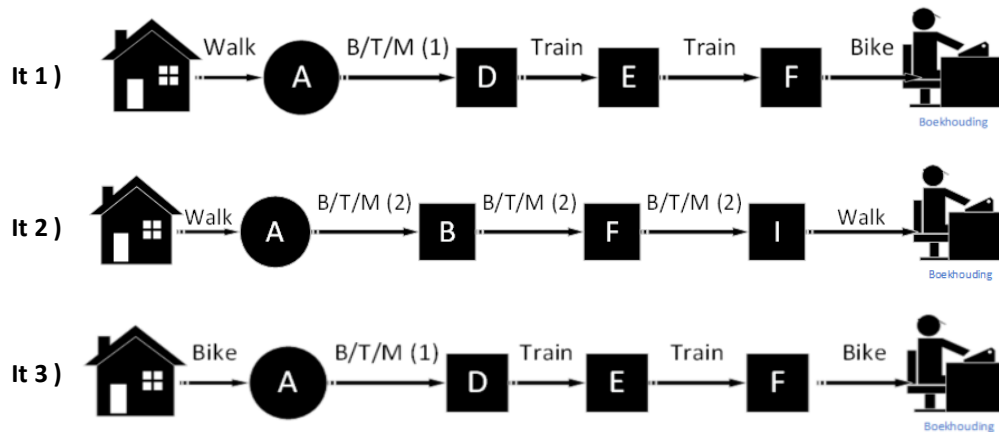 It 1 )
Walk
A
B/T/M (1)
D
Train
E
Train
F
Bike
Boekhouding
It 2 )
Walk
A
B/T/M (2)
B
B/T/M (2)
F
B/T/M (2)
I
Walk
Boekhouding
It 3 )
Bike
A
B/T/M (1)
D
Train
E
Train
F
Bike
Boekhouding